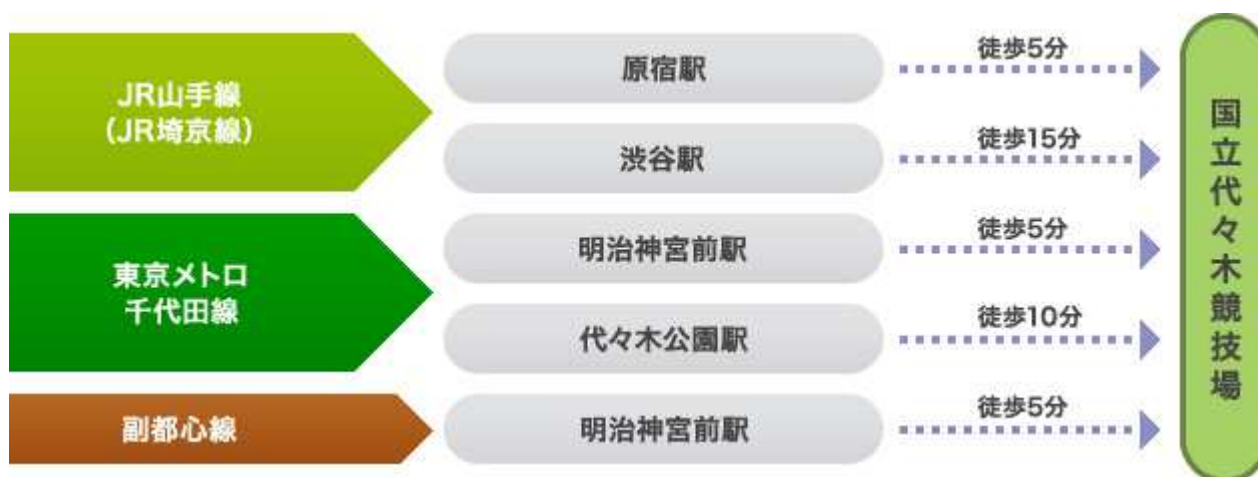 JR山手線
（JR埼京線）
原宿駅
徒歩5分
渋谷駅
徒歩15分
東京メトロ
千代田線
明治神宮前駅
徒歩5分
代々木公園駅
徒歩10分
副都心線
明治神宮前駅
徒歩5分
国立代々木競技場